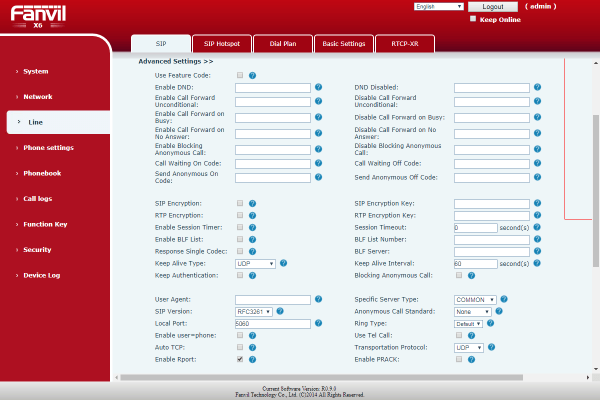 Fanvil
X6
English
Logout
( admin )
Keep Online
SIP
SIP Hotspot
Dial Plan
Basic Settings
RTCP-XR
› System
› Network
› Line
› Phone settings
› Phonebook
› Call logs
› Function Key
› Security
› Device Log
Advanced Settings >>
Use Feature Code:
Enable DND: DND Disabled:
Enable Call Forward Unconditional: Disable Call Forward Unconditional:
Enable Call Forward on Busy: Disable Call Forward on Busy:
Enable Call Forward on No Answer: Disable Call Forward on No Answer:
Enable Blocking Anonymous Call: Disable Blocking Anonymous Call:
Call Waiting On Code: Call Waiting Off Code:
Send Anonymous On Code: Send Anonymous Off Code:
SIP Encryption: SIP Encryption Key:
RTP Encryption: RTP Encryption Key:
Enable Session Timer: Session Timeout: 0 second(s)
Enable BLF List: BLF List Number:
Response Single Codec: BLF Server:
Keep Alive Type: UDP Keep Alive Interval: 60 second(s)
Keep Authentication: Blocking Anonymous Call:
User Agent: Specific Server Type: COMMON
SIP Version: RFC3261 Anonymous Call Standard: None
Local Port: 5060 Ring Type: Default
Enable user=phone: Use Tel Call:
Auto TCP: Transportation Protocol: UDP
Enable Rport: Enable PRACK:
Current Software Version: R0.9.0
Fanvil Technology Co., Ltd. (C)2014 All Rights Reserved.